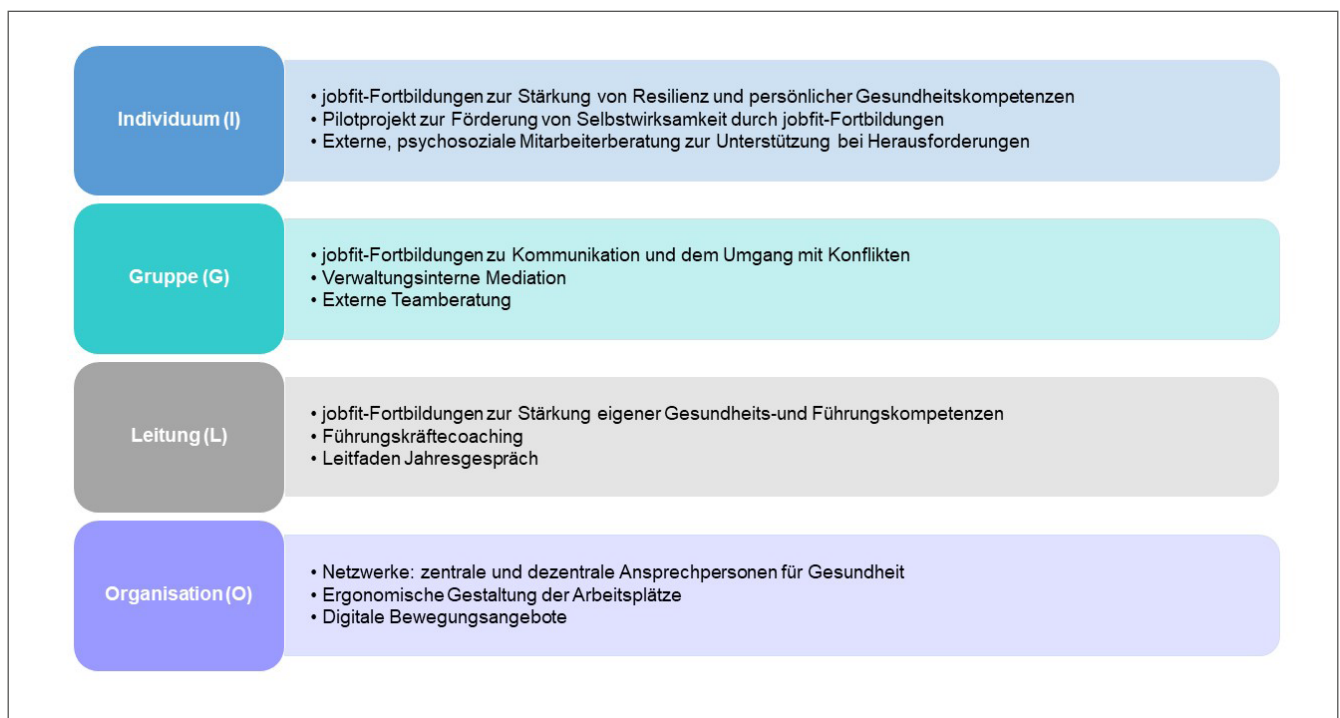 Individuum (I)
• jobfit-Fortbildungen zur Stärkung von Resilienz und persönlicher Gesundheitskompetenzen
• Pilotprojekt zur Förderung von Selbstwirksamkeit durch jobfit-Fortbildungen
• Externe, psychosoziale Mitarbeiterberatung zur Unterstützung bei Herausforderungen
Gruppe (G)
• jobfit-Fortbildungen zu Kommunikation und dem Umgang mit Konflikten
• Verwaltungsinterne Mediation
• Externe Teamberatung
Leitung (L)
• jobfit-Fortbildungen zur Stärkung eigener Gesundheits-und Führungskompetenzen
• Führungskräftecoaching
• Leitfaden Jahresgespräch
Organisation (O)
• Netzwerke: zentrale und dezentrale Ansprechpersonen für Gesundheit
• Ergonomische Gestaltung der Arbeitsplätze
• Digitale Bewegungsangebote